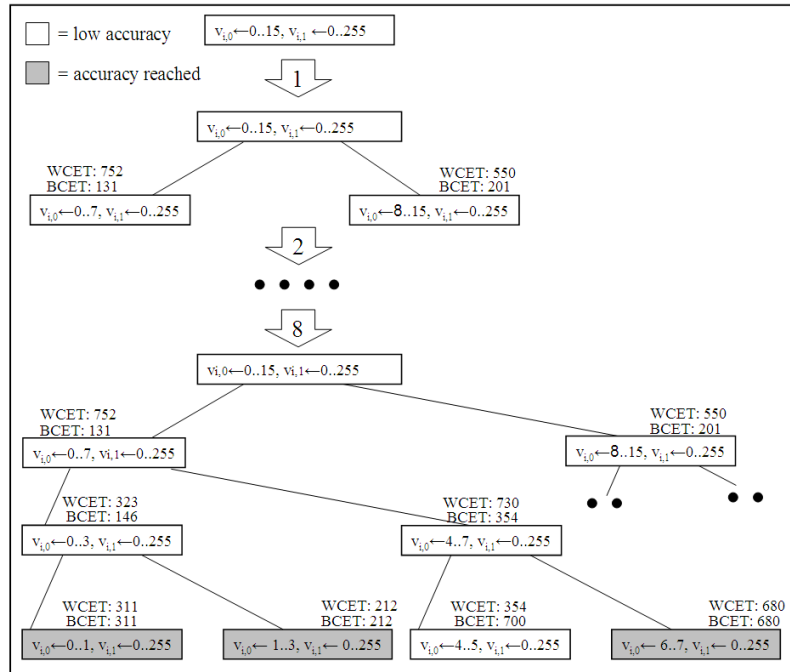 = low accuracy
= accuracy reached
v_{i,0}←0..15, v_{i,1} ←0..255
1
v_{i,0}←0..15, v_{i,1}←0..255
WCET: 752
BCET: 131
v_{i,0}←0..7, v_{i,1}←0..255
WCET: 550
BCET: 201
v_{i,0}←8..15, v_{i,1}←0..255
2
8
vi,0←0..15, vi,1←0..255
WCET: 752
BCET: 131
v_{i,0}←0..7, vi,1←0..255
WCET: 550
BCET: 201
v_{i,0}←8..15, v_{i,1}←0..255
WCET: 323
BCET: 146
v_{i,0}←0..3, v_{i,1}←0..255
WCET: 730
BCET: 354
v_{i,0}←4..7, v_{i,1}←0..255
WCET: 311
BCET: 311
v_{i,0}←0..1, v_{i,1}←0..255
WCET: 212
BCET: 212
v_{i,0}← 1..3, v_{i,1}← 0..255
WCET: 354
BCET: 700
v_{i,0}←4..5, v_{i,1}←0..255
WCET: 680
BCET: 680
v_{i,0}← 6..7, v_{i,1}←0..255